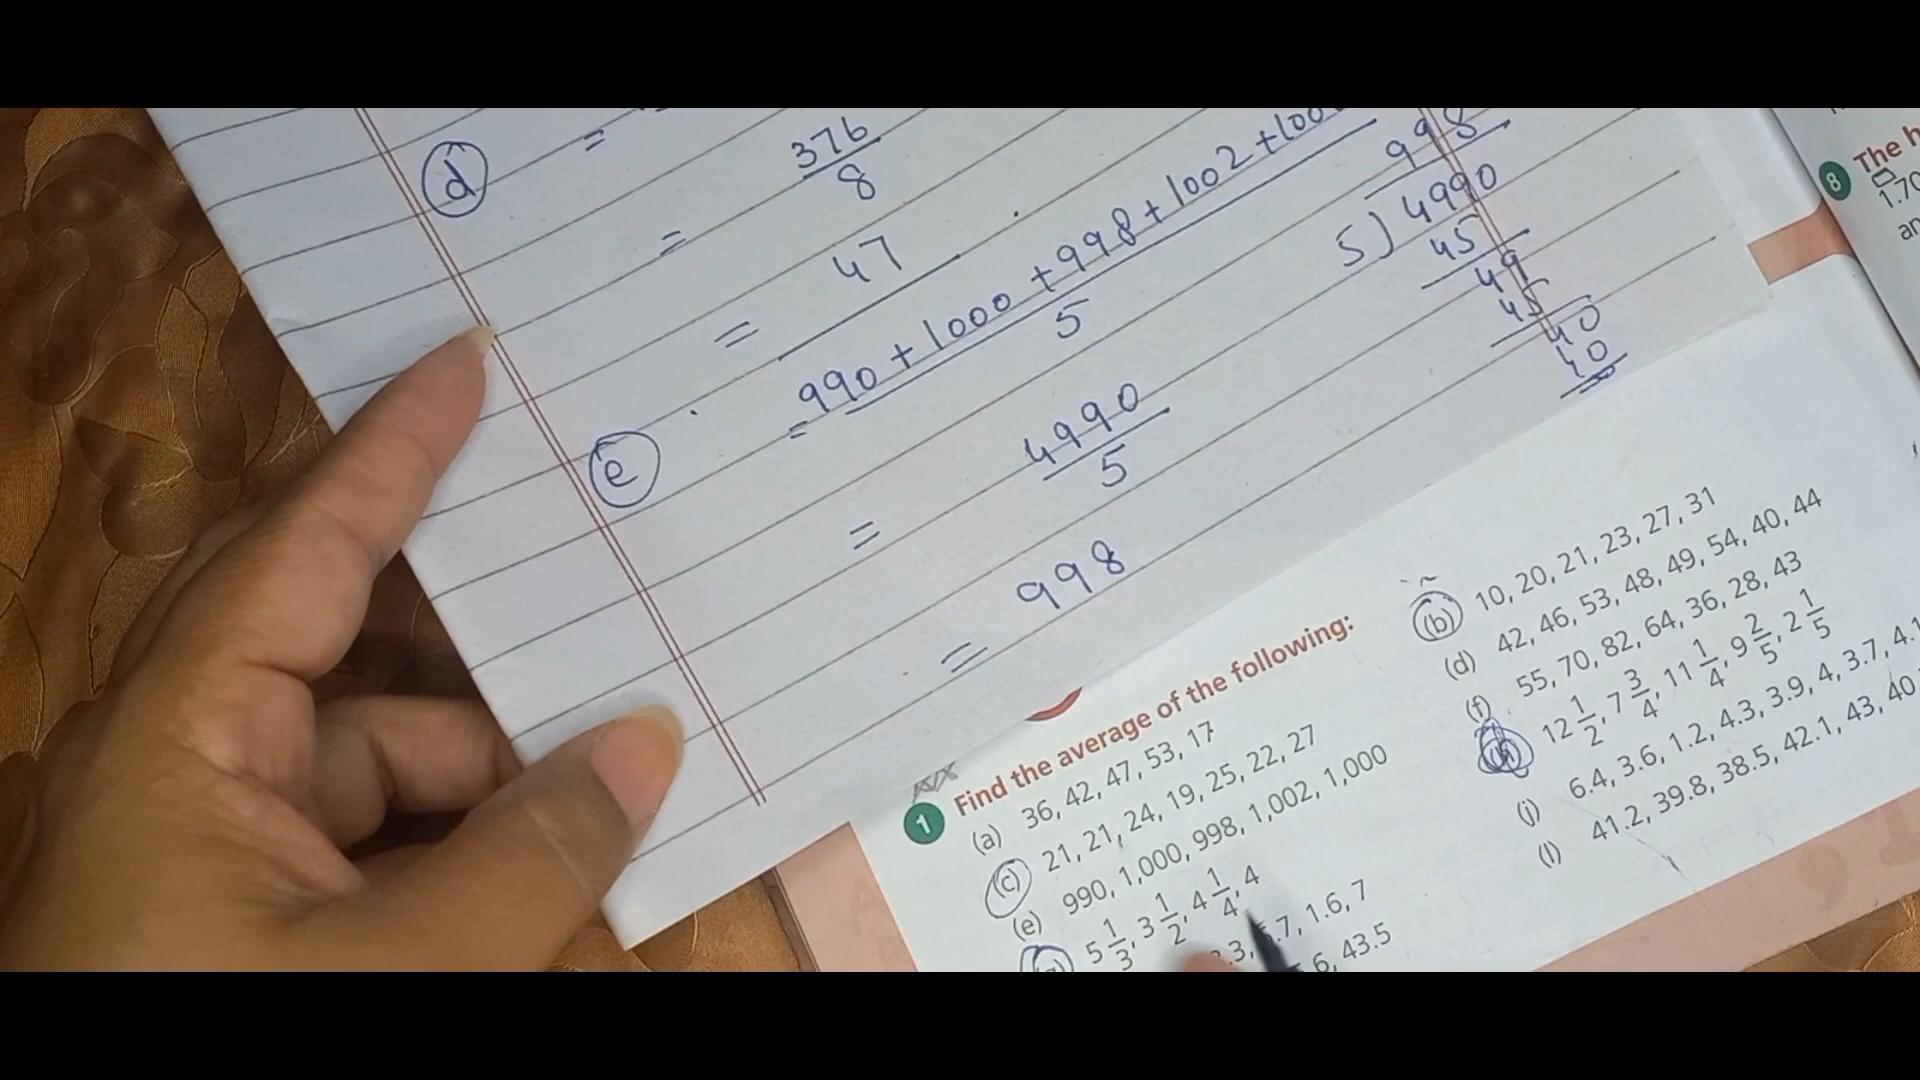 (d) =
= 376/8
= 47
(e) = 990 + 1000 + 998 + 1002 + 100
5
= 4990/5
= 998
998
5) 4990
45
49
45
40
40
8 The h
1.70
an
1 Find the average of the following:
(a) 36, 42, 47, 53, 17
(b) 10, 20, 21, 23, 27, 31
(c) 21, 21, 24, 19, 25, 22, 27
(d) 42, 46, 53, 48, 49, 54, 40, 44
(e) 990, 1,000, 998, 1,002, 1,000
(f) 55, 70, 82, 64, 36, 28, 43
5 1/3, 3 1/2, 4 1/4, 4
(h) 12 1/2, 7 3/4, 11 1/4, 9 2/5, 2 1/5
.7, 1.6, 7
(j) 6.4, 3.6, 1.2, 4.3, 3.9, 4, 3.7, 4.1
6, 43.5
(l) 41.2, 39.8, 38.5, 42.1, 43, 40.